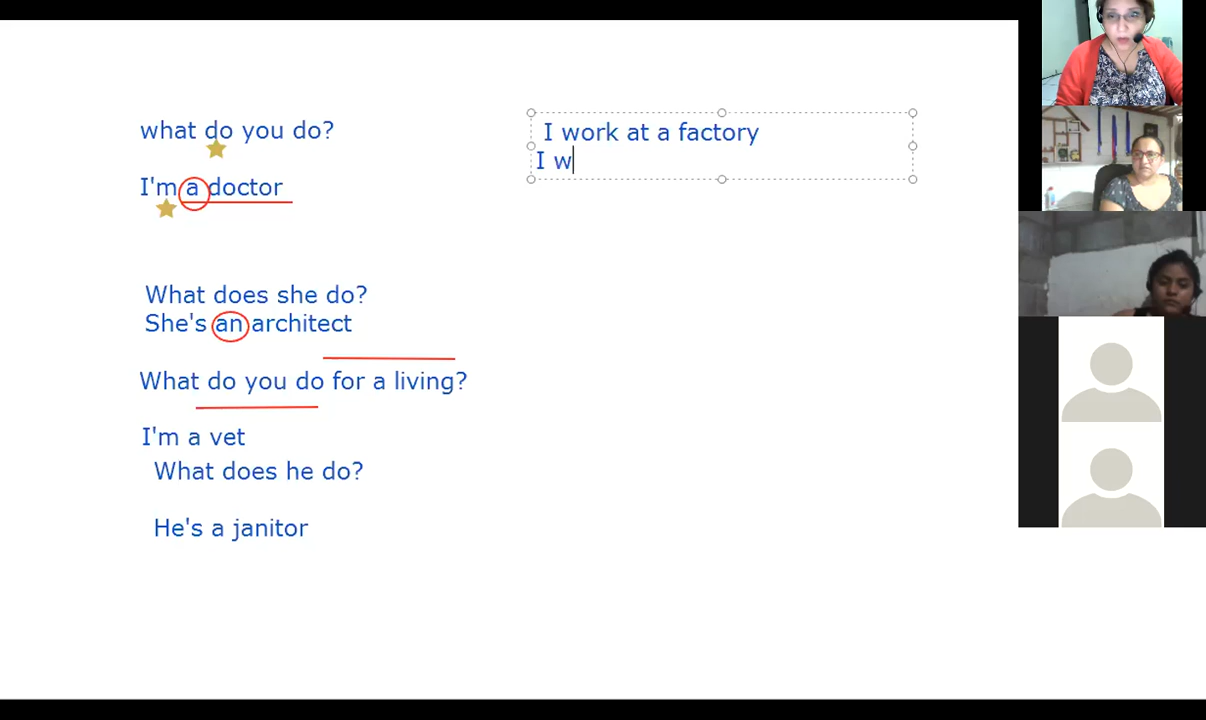 what do you do?
I'm a doctor
What does she do?
She's an architect
What do you do for a living?
I'm a vet
What does he do?
He's a janitor
I work at a factory
I w